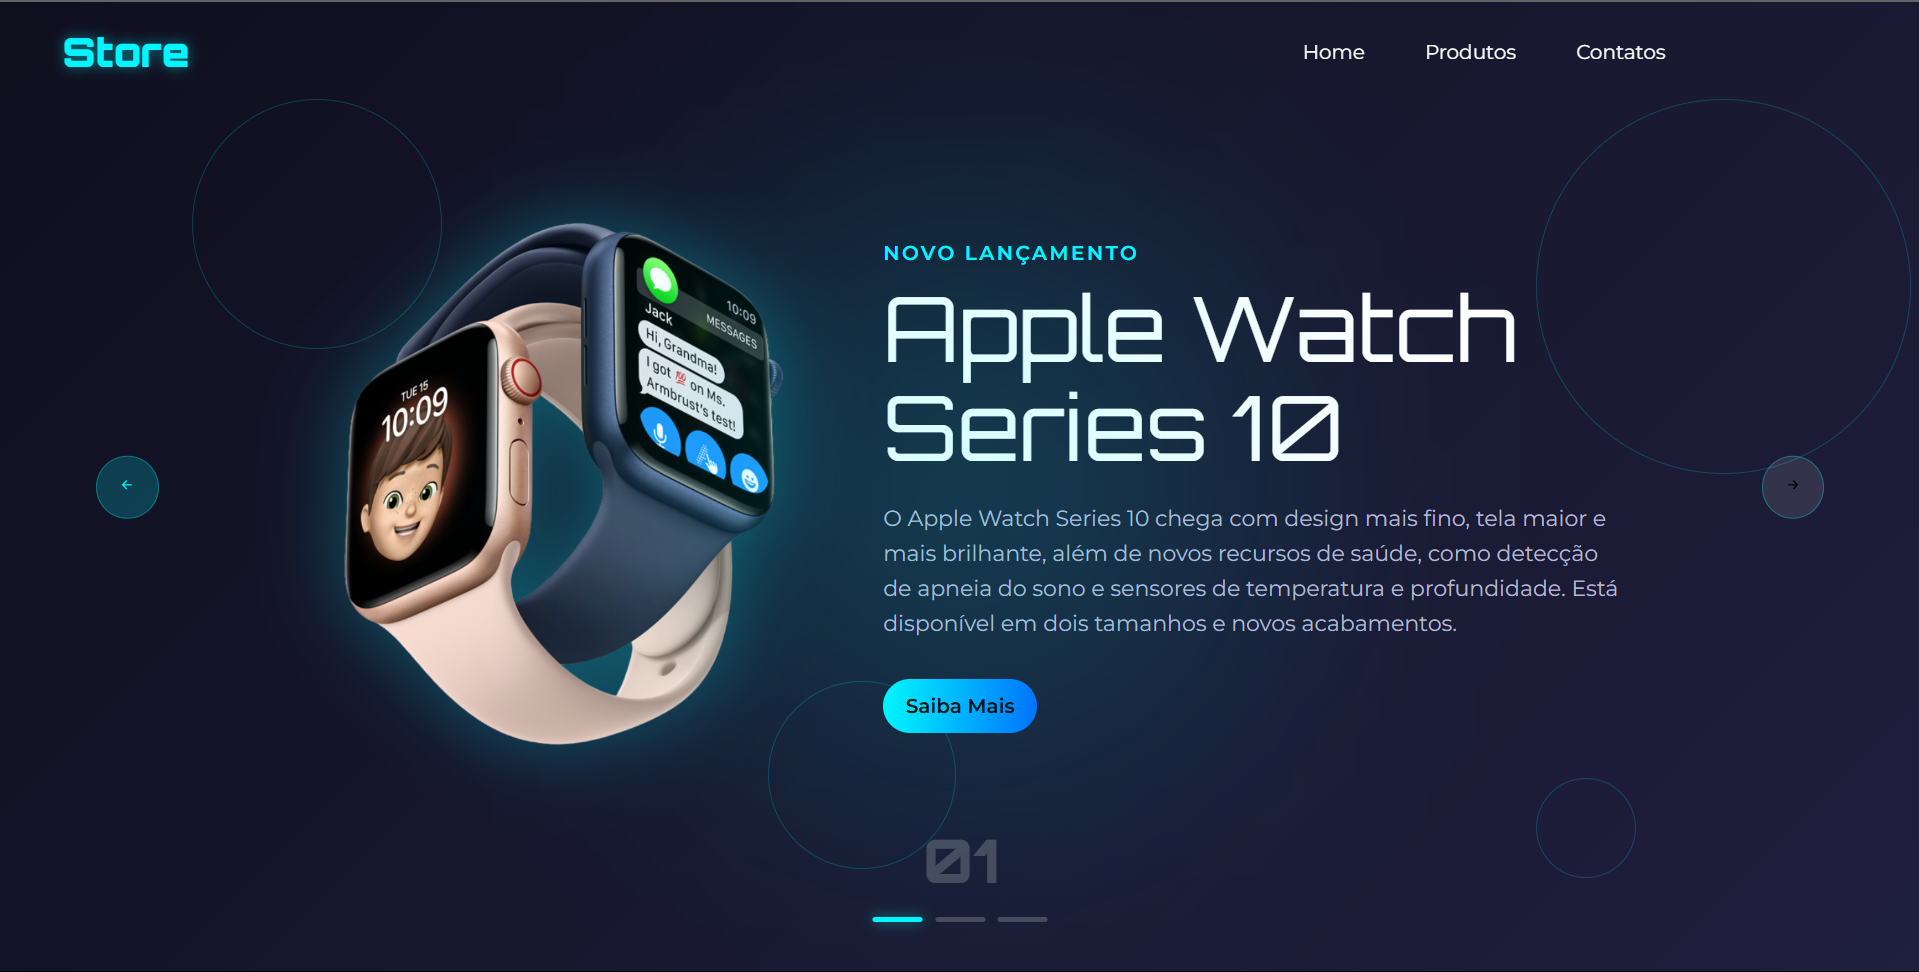 Store
Home Produtos Contatos
NOVO LANÇAMENTO
Apple Watch
Series 10
O Apple Watch Series 10 chega com design mais fino, tela maior e
mais brilhante, além de novos recursos de saúde, como detecção
de apneia do sono e sensores de temperatura e profundidade. Está
disponível em dois tamanhos e novos acabamentos.
Saiba Mais
10:09
MESSAGES
Jack
Hi, Grandma!
I got 💯 on Ms.
Armbrust's test!
TUE 15
10:09
←
→
01